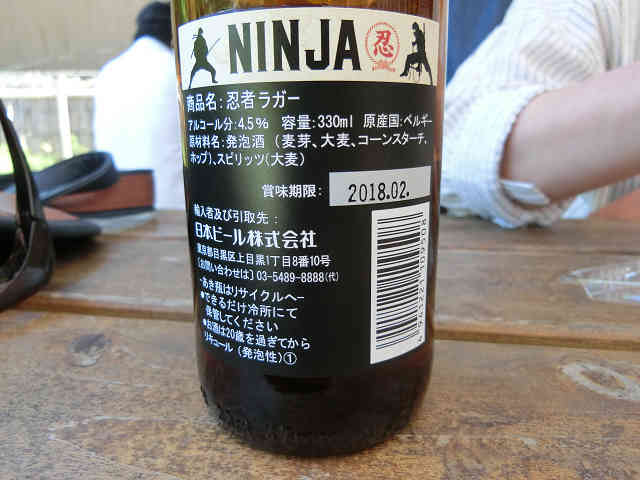 NINJA 忍
商品名:忍者ラガー
アルコール分:4.5% 容量:330ml 原産国:ベルギー
原材料名:発泡酒(麦芽、大麦、コーンスターチ、
ホップ)、スピリッツ(大麦)
賞味期限: 2018.02.
輸入者及び引取先:
日本ビール株式会社
東京都目黒区上目黒1丁目8番10号
[お問い合わせは] 03-5489-8888(代)
-あき瓶はリサイクルへ-
●できるだけ冷所にて
保管してください
●お酒は20歳を過ぎてから
リキュール(発泡性)①
4941221109508